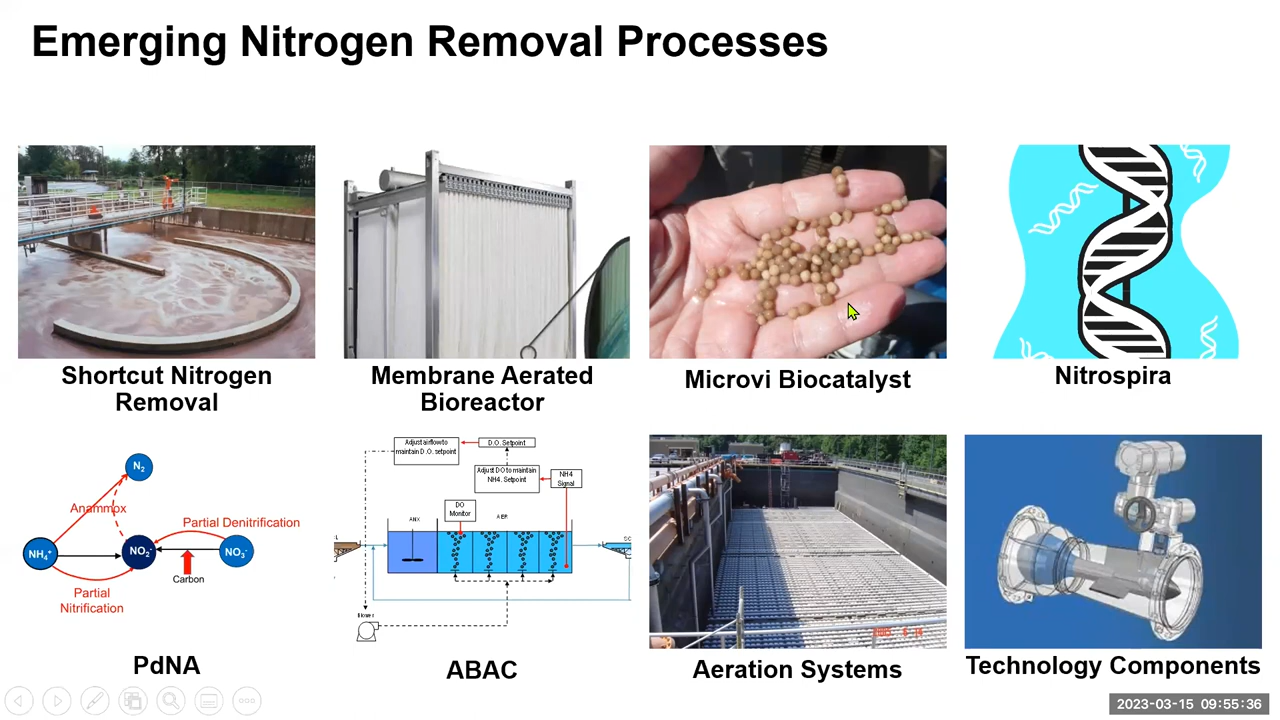 Emerging Nitrogen Removal Processes
Shortcut Nitrogen
Removal
Membrane Aerated
Bioreactor
Microvi Biocatalyst
Nitrospira
N2
Anammox
Partial Denitrification
NH4+
NO2-
NO3-
Carbon
Partial
Nitrification
PdNA
Adjust airflow to
maintain D.O. setpoint
D.O. Setpoint
Adjust DO to maintain
NH4. Setpoint
NH4
Signal
DO
Monitor
ANX
AER
Blower
ABAC
Aeration Systems
Technology Components
2023-03-15 09:55:36